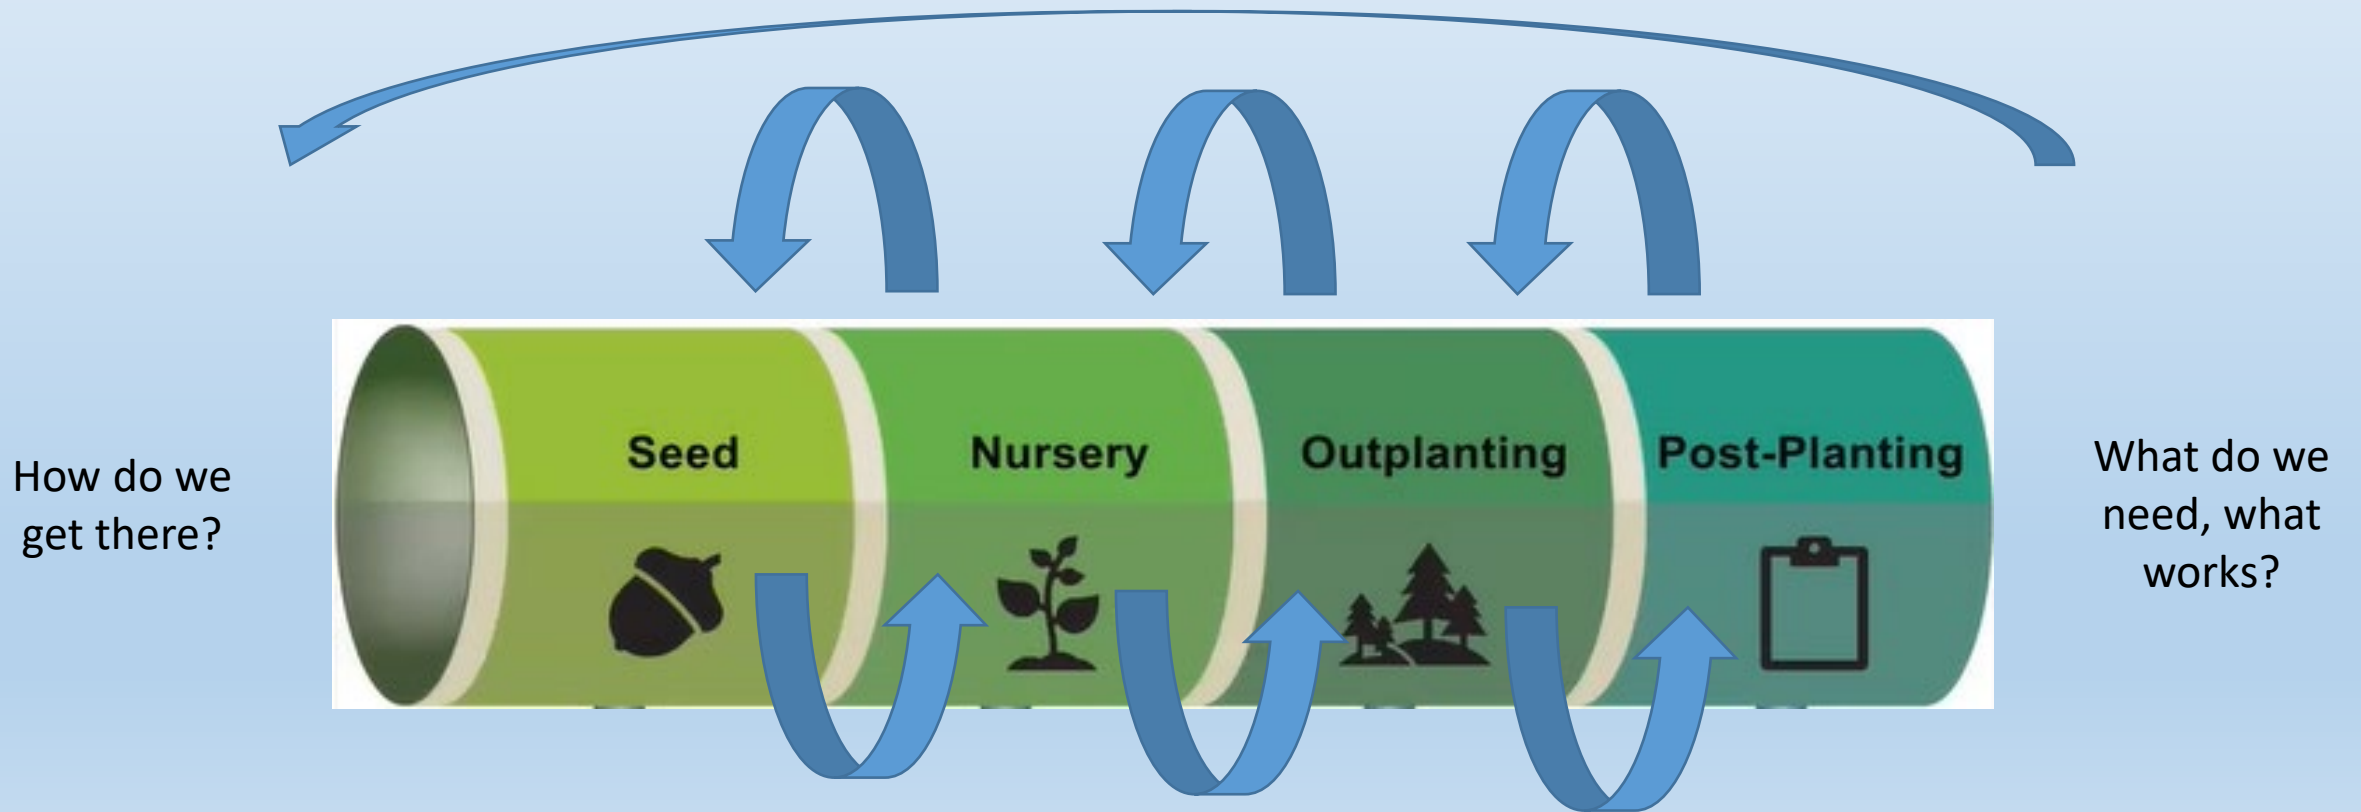 How do we
get there?
Seed
Nursery
Outplanting
Post-Planting
What do we
need, what
works?